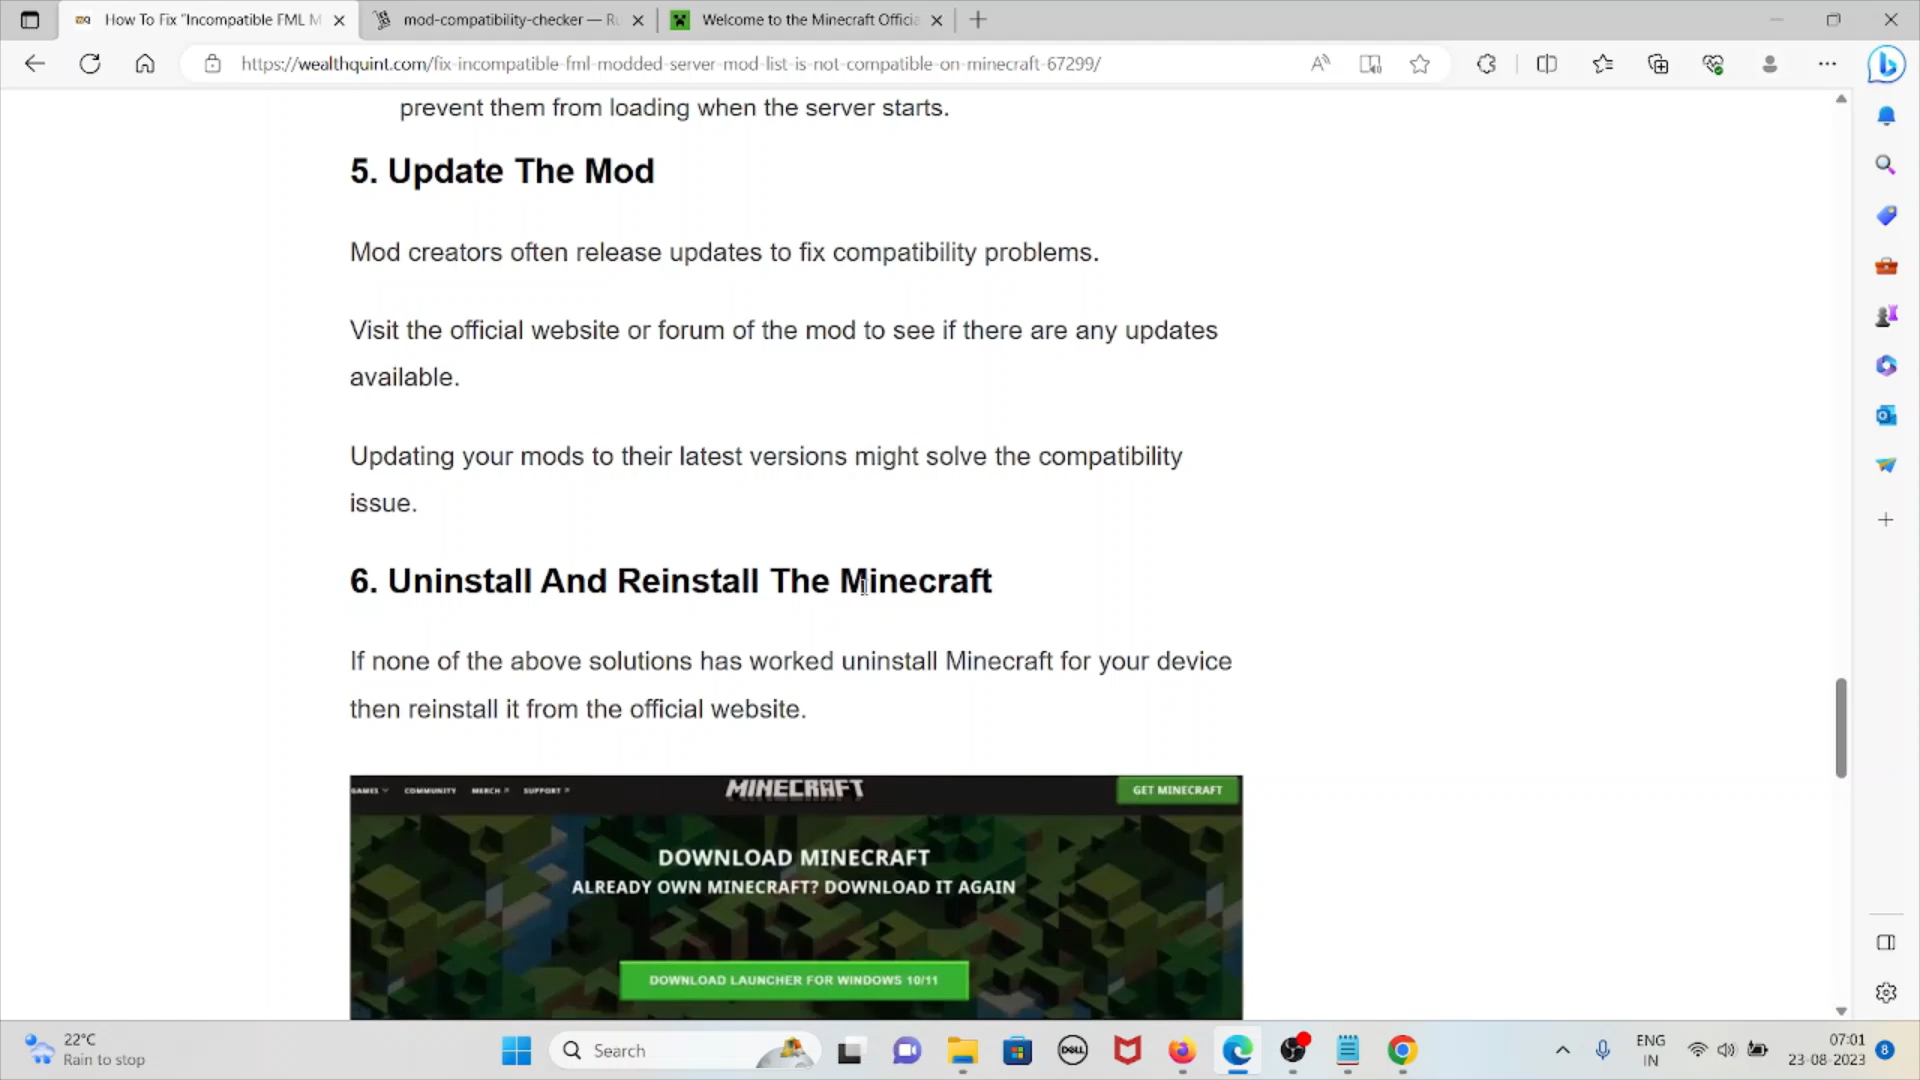 How To Fix "Incompatible FML M
mod-compatibility-checker — Ru
Welcome to the Minecraft Officia
https://wealthquint.com/fix-incompatible-fml-modded-server-mod-list-is-not-compatible-on-minecraft-67299/
prevent them from loading when the server starts.
5. Update The Mod
Mod creators often release updates to fix compatibility problems.
Visit the official website or forum of the mod to see if there are any updates
available.
Updating your mods to their latest versions might solve the compatibility
issue.
6. Uninstall And Reinstall The Minecraft
If none of the above solutions has worked uninstall Minecraft for your device
then reinstall it from the official website.
GAMES COMMUNITY MERCH SUPPORT MINECRAFT GET MINECRAFT
DOWNLOAD MINECRAFT
ALREADY OWN MINECRAFT? DOWNLOAD IT AGAIN
DOWNLOAD LAUNCHER FOR WINDOWS 10/11
22°C
Rain to stop
Search
DELL
ENG
IN
07:01
23-08-2023
8